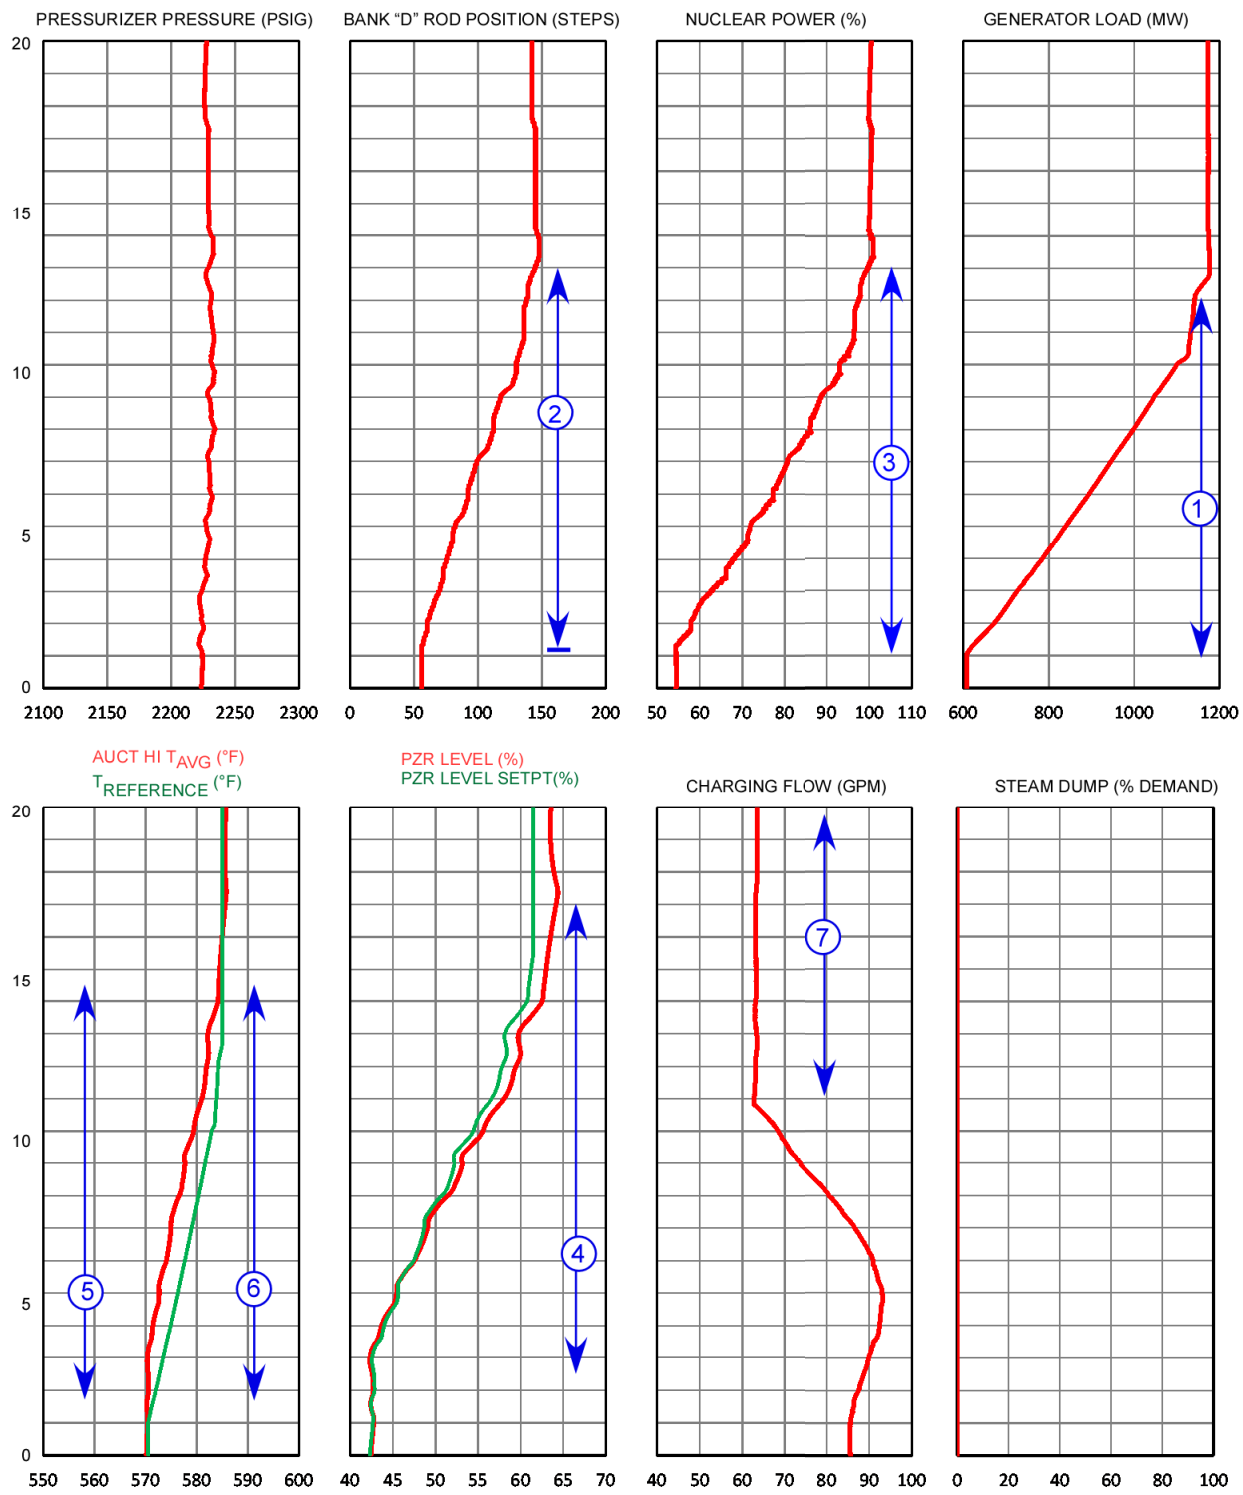 PRESSURIZER PRESSURE (PSIG)
BANK “D” ROD POSITION (STEPS)
NUCLEAR POWER (%)
GENERATOR LOAD (MW)
20
15
10
5
0
2
3
1
2100 2150 2200 2250 2300
0 50 100 150 200
50 60 70 80 90 100 110
600 800 1000 1200
AUCT HI TAVG (°F)
TREFERENCE (°F)
PZR LEVEL (%)
PZR LEVEL SETPT(%)
CHARGING FLOW (GPM)
STEAM DUMP (% DEMAND)
20
15
10
5
0
7
4
5
6
550 560 570 580 590 600
40 45 50 55 60 65 70
40 50 60 70 80 90 100
0 20 40 60 80 100